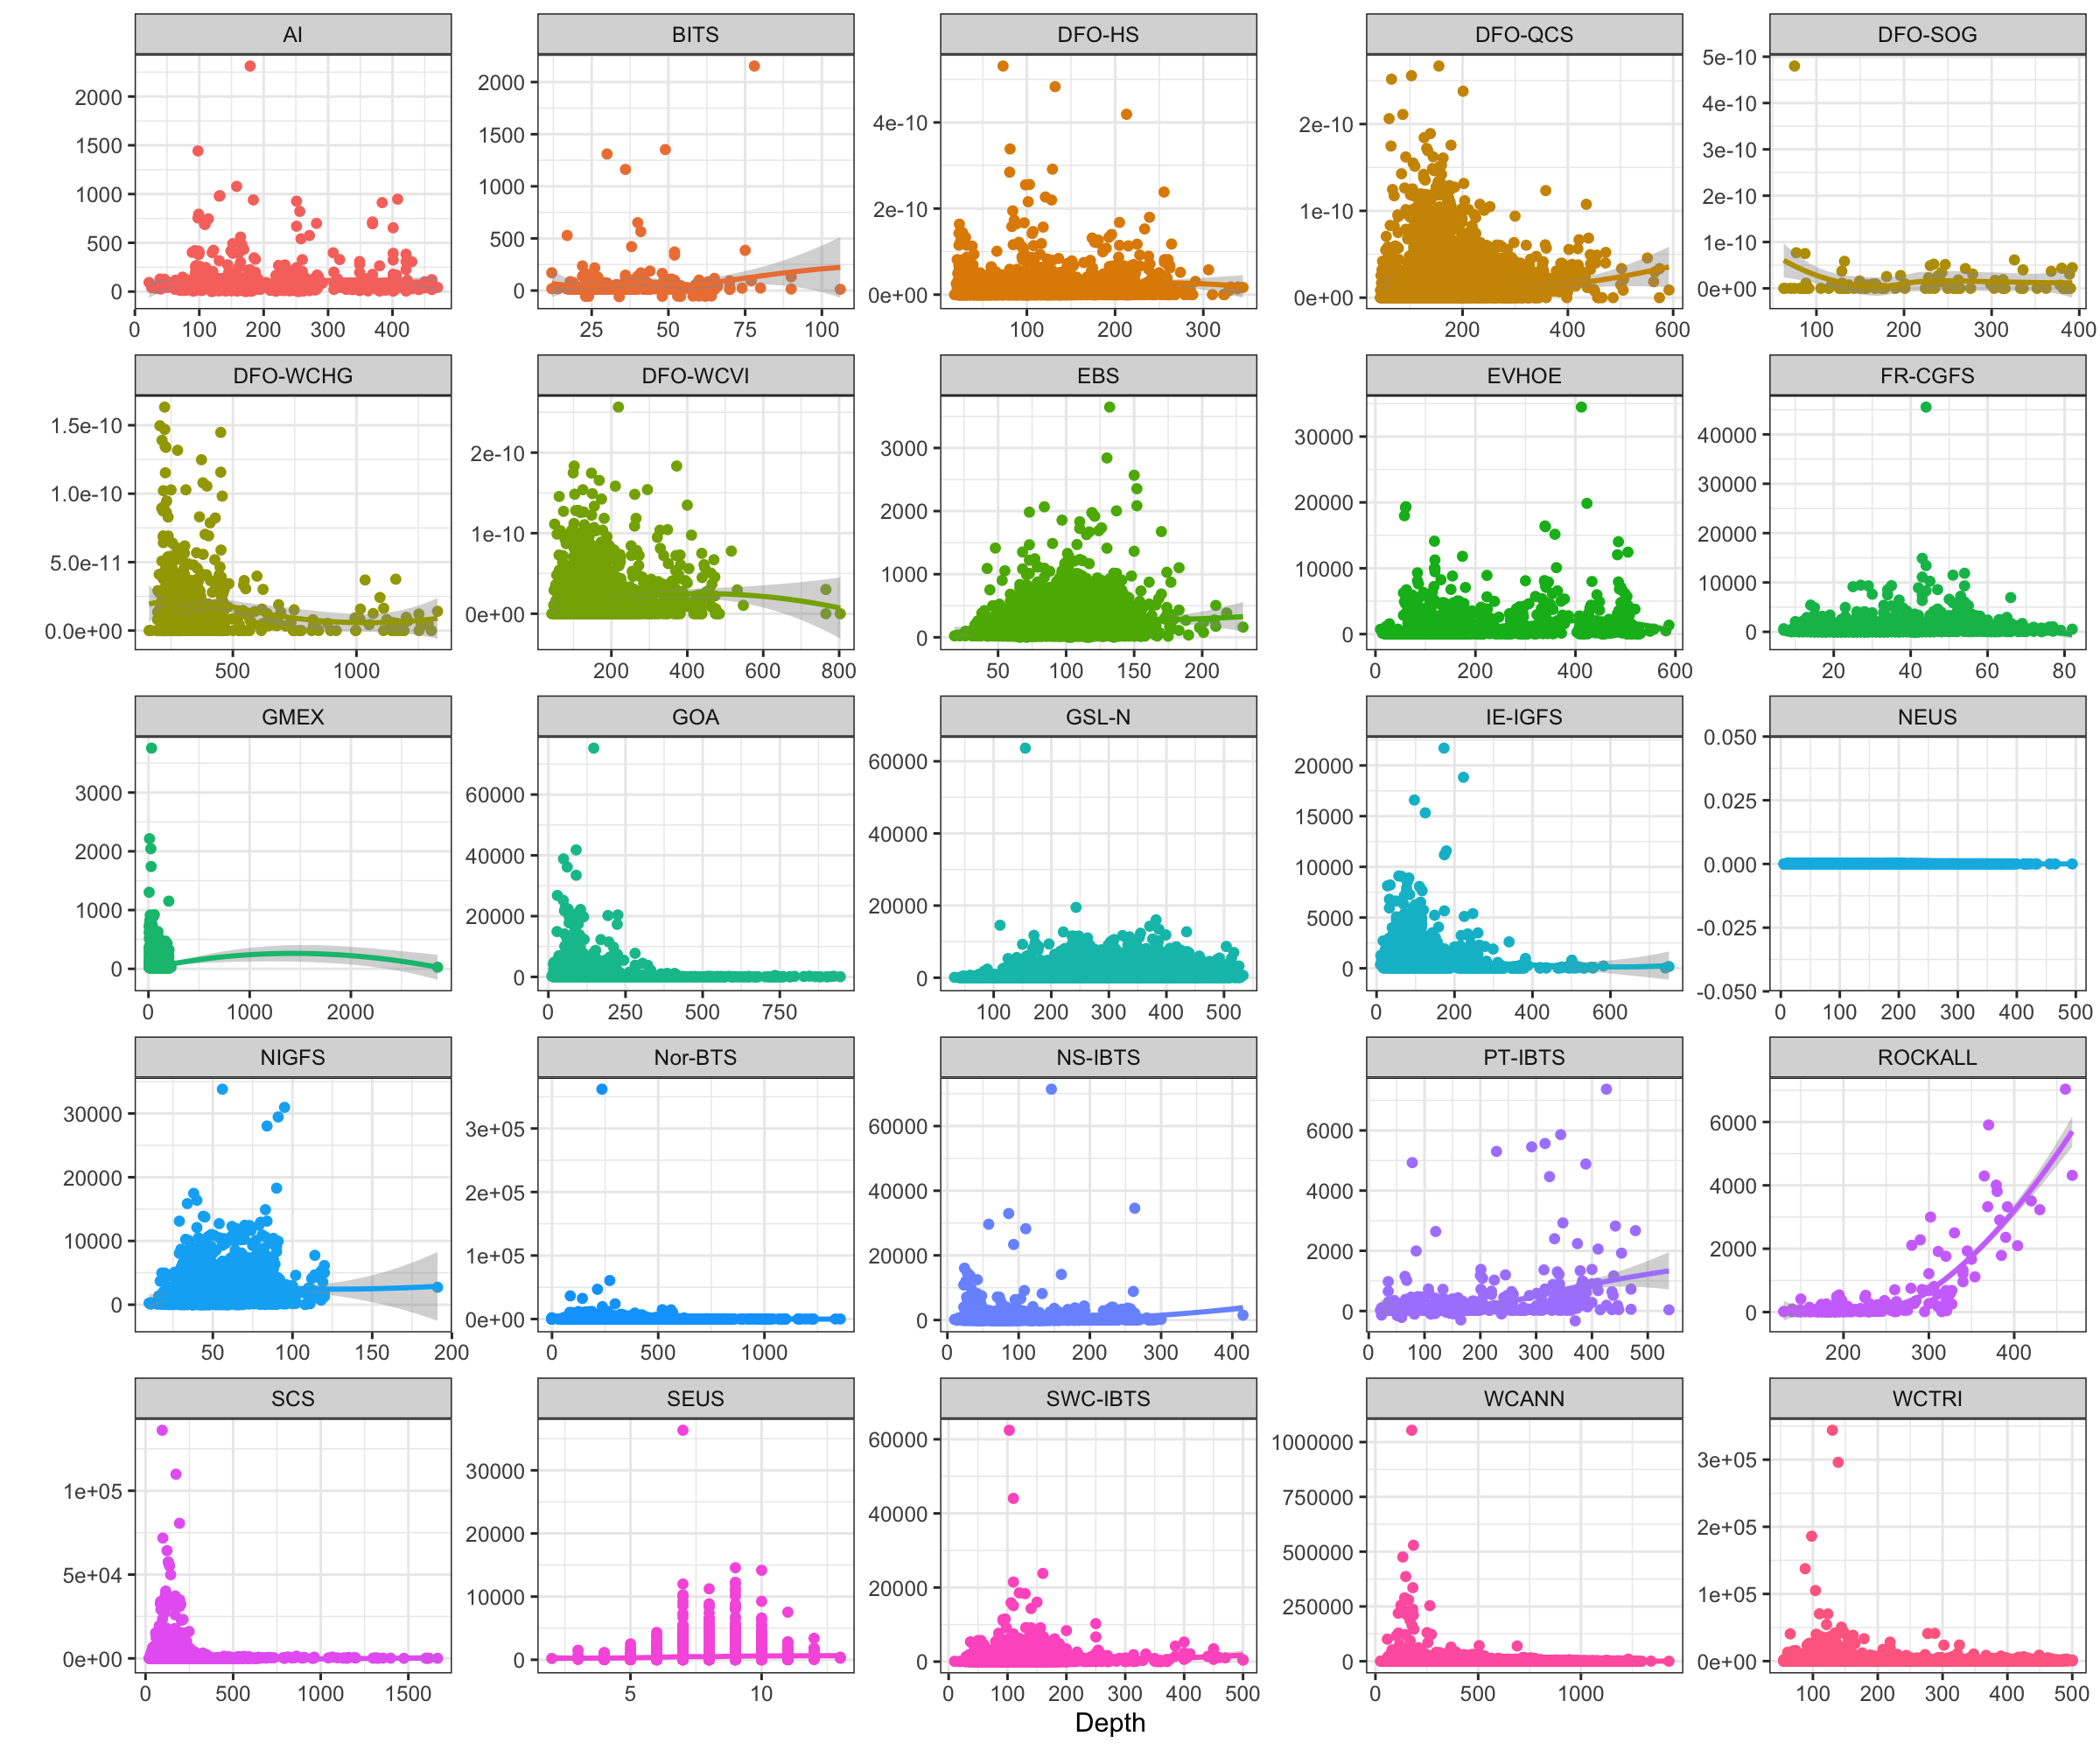 AI BITS DFO-HS DFO-QCS DFO-SOG
2000 1500 1000 500 0
2000 1500 1000 500 0
4e-10 2e-10 0e+00
2e-10 1e-10 0e+00
5e-10 4e-10 3e-10 2e-10 1e-10 0e+00
0 100 200 300 400
25 50 75 100
100 200 300
200 400 600
100 200 300 400
DFO-WCHG DFO-WCVI EBS EVHOE FR-CGFS
1.5e-10 1.0e-10 5.0e-11 0.0e+00
2e-10 1e-10 0e+00
3000 2000 1000 0
30000 20000 10000 0
40000 30000 20000 10000 0
500 1000
200 400 600 800
50 100 150 200
0 200 400 600
20 40 60 80
GMEX GOA GSL-N IE-IGFS NEUS
3000 2000 1000 0
60000 40000 20000 0
60000 40000 20000 0
20000 15000 10000 5000 0
0.050 0.025 0.000 -0.025 -0.050
0 1000 2000
0 250 500 750
100 200 300 400 500
0 200 400 600
0 100 200 300 400 500
NIGFS Nor-BTS NS-IBTS PT-IBTS ROCKALL
30000 20000 10000 0
3e+05 2e+05 1e+05 0e+00
60000 40000 20000 0
6000 4000 2000 0
6000 4000 2000 0
50 100 150 200
0 500 1000
0 100 200 300 400
0 100 200 300 400 500
200 300 400
SCS SEUS SWC-IBTS WCANN WCTRI
1e+05 5e+04 0e+00
30000 20000 10000 0
60000 40000 20000 0
1000000 750000 500000 250000 0
3e+05 2e+05 1e+05 0e+00
0 500 1000 1500
5 10
0 100 200 300 400 500
0 500 1000
100 200 300 400 500
Depth